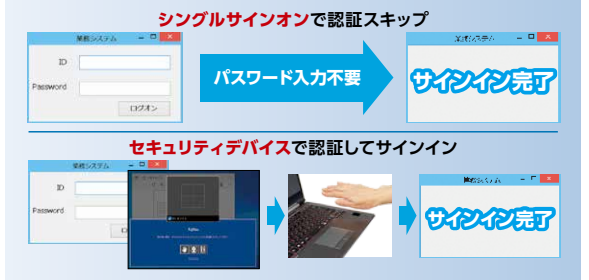 シングルサインオンで認証スキップ
業務システム
ID
Password
ログオン
パスワード入力不要
業務システム
サインイン完了
セキュリティデバイスで認証してサインイン
業務システム
ID
Password
業務システム
サインイン完了